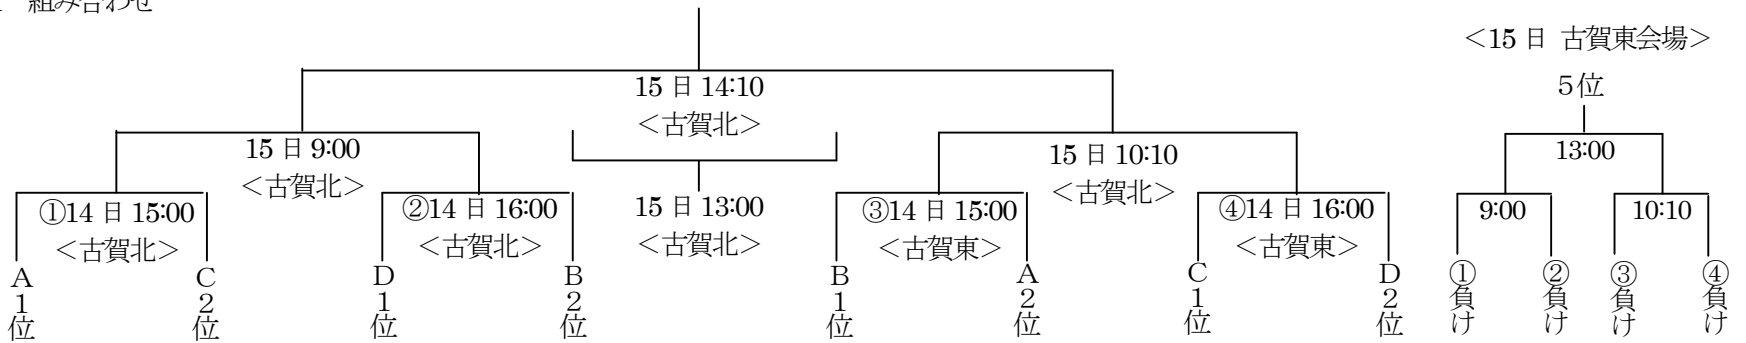 組み合わせ
＜15日 古賀東会場＞
15日 14:10
＜古賀北＞
5位
15日 9:00
＜古賀北＞
15日 10:10
＜古賀北＞
13:00
①14日 15:00
＜古賀北＞
②14日 16:00
＜古賀北＞
15日 13:00
＜古賀北＞
③14日 15:00
＜古賀東＞
④14日 16:00
＜古賀東＞
9:00
10:10
A1位
C2位
D1位
B2位
B1位
A2位
C1位
D2位
①負け
②負け
③負け
④負け